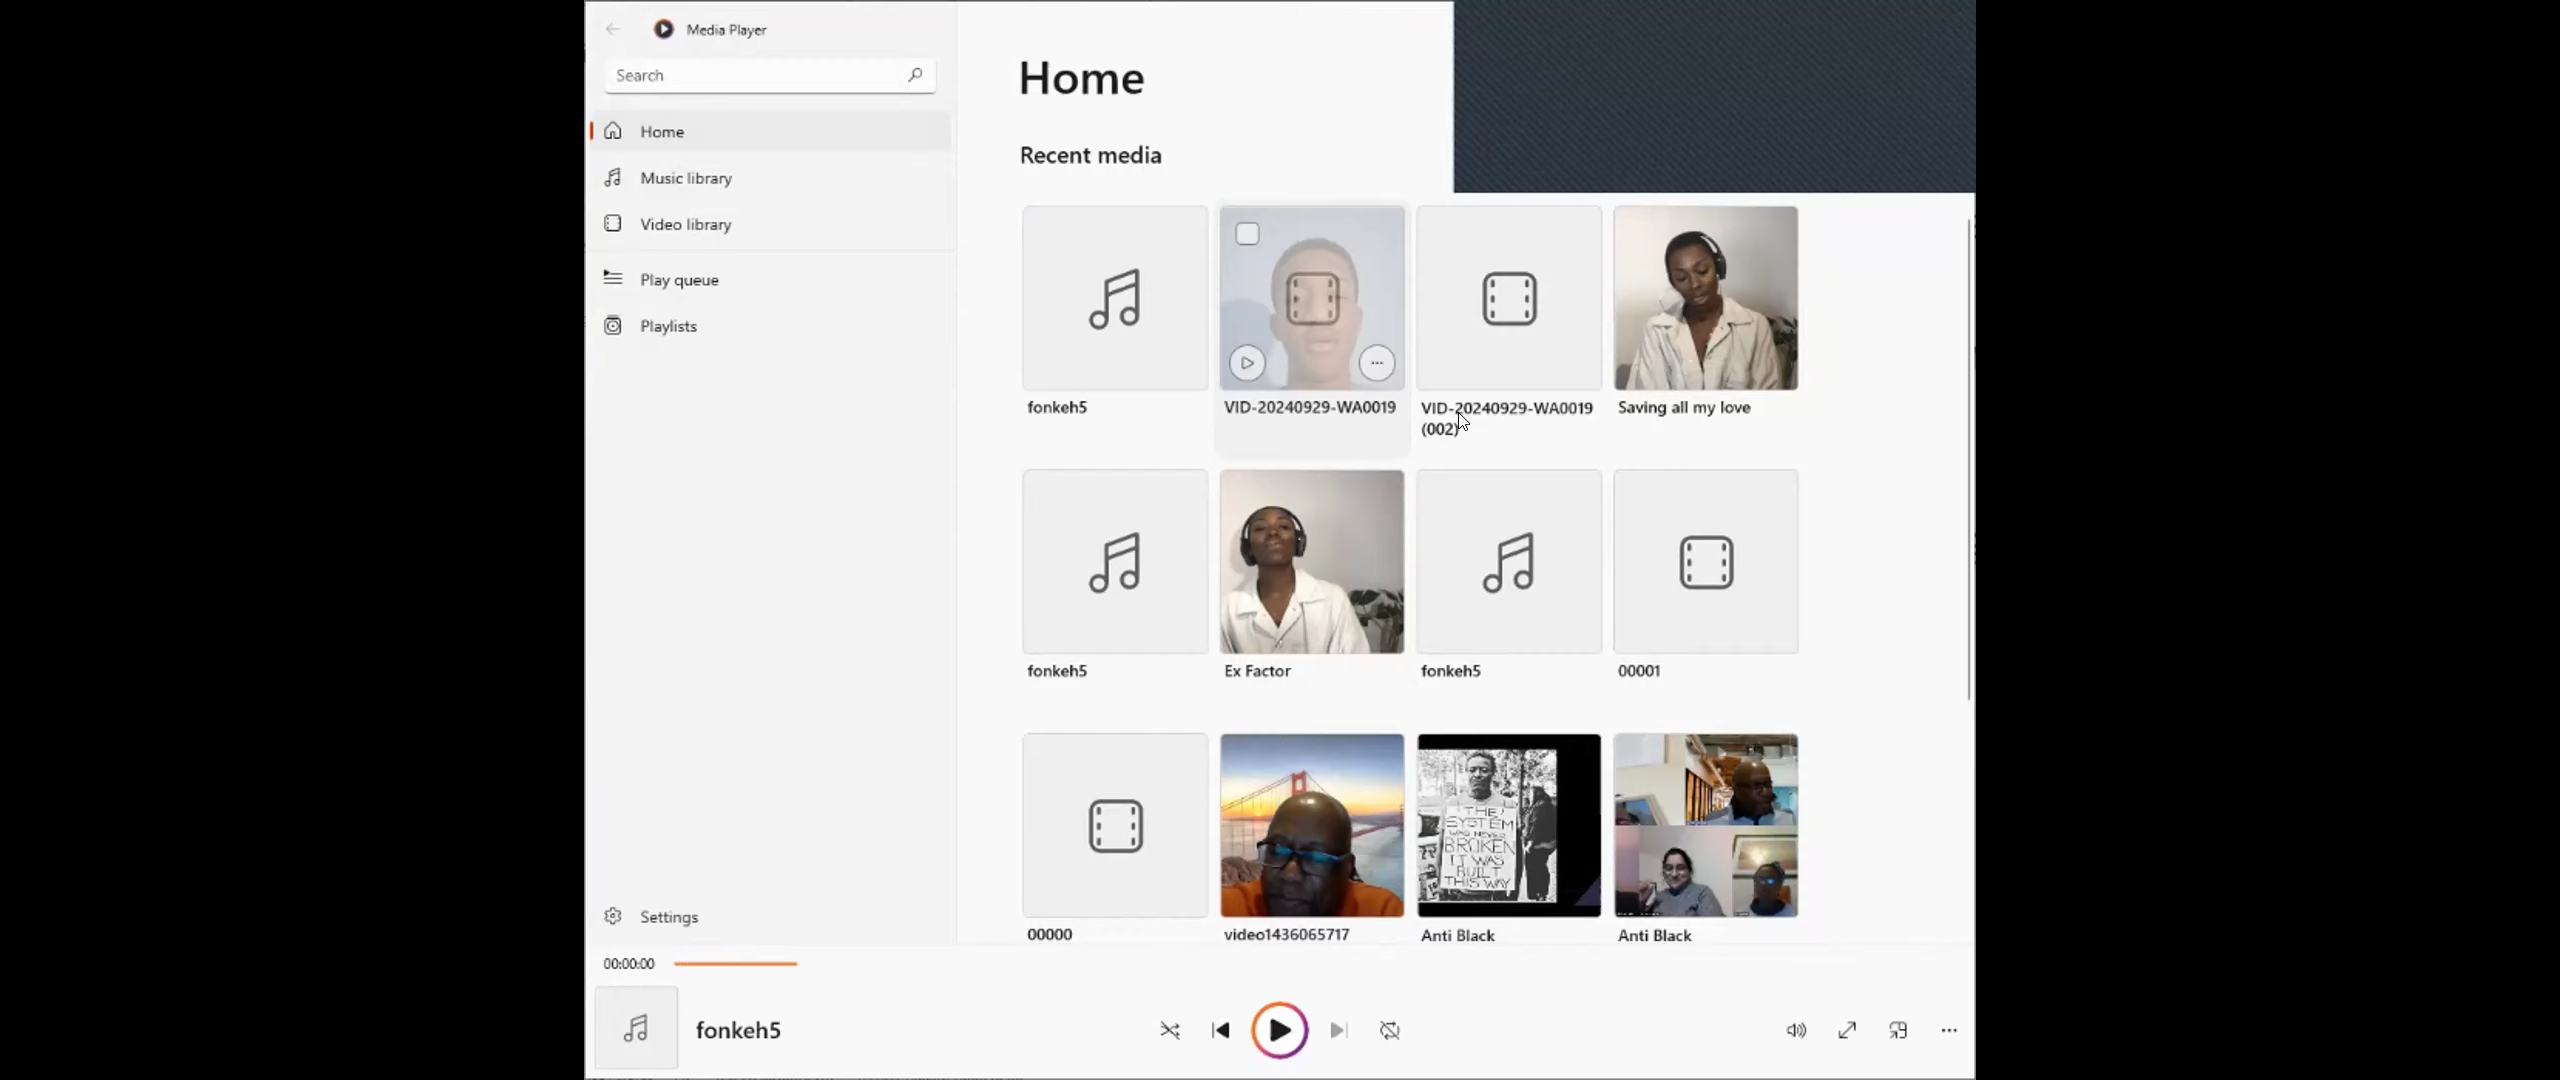 Media Player
Search
Home
Music library
Video library
Play queue
Playlists
Settings
Home
Recent media
fonkeh5
VID-20240929-WA0019
VID-20240929-WA0019
(002)
Saving all my love
fonkeh5
Ex Factor
fonkeh5
00001
THE
SYSTEM
WAS NEVER
BROKEN
IT WAS
BUILT
THIS WAY
00000
video1436065717
Anti Black
Anti Black
00:00:00
fonkeh5